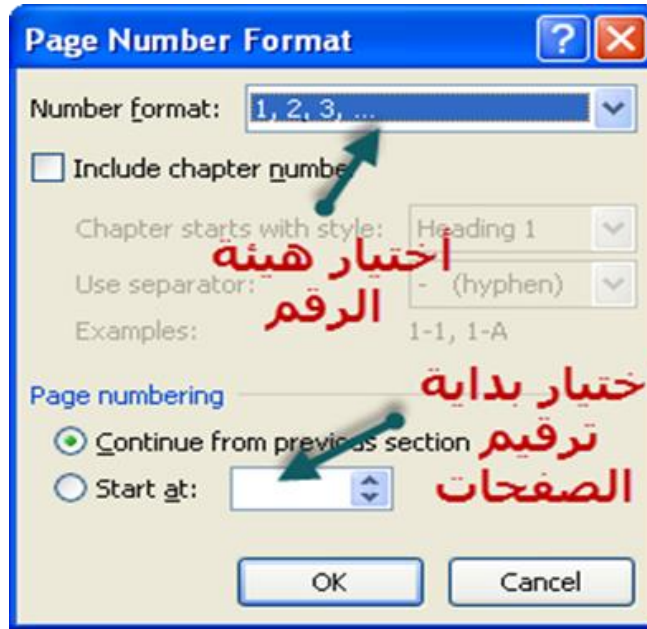 Page Number Format
Number format: 1, 2, 3, ...
Include chapter numbe
Chapter starts with style: Heading 1
أختيار هيئة
الرقم
Use separator: - (hyphen)
Examples: 1-1, 1-A
Page numbering
ختيار بداية
ترقيم
الصفحات
Continue from previous section
Start at:
OK Cancel